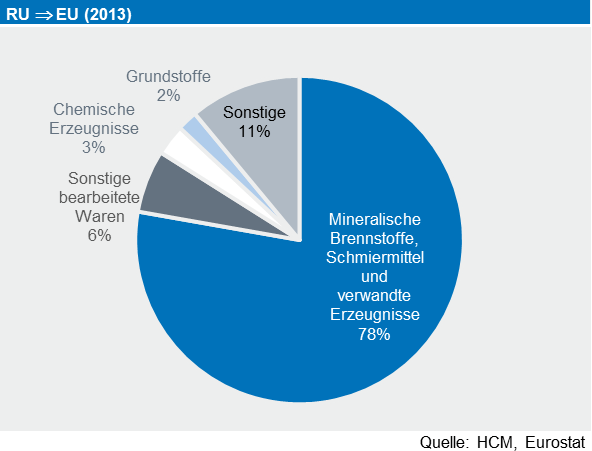 RU ⇒ EU (2013)
Grundstoffe
2%
Chemische
Erzeugnisse
3%
Sonstige
11%
Sonstige
bearbeitete
Waren
6%
Mineralische
Brennstoffe,
Schmiermittel
und
verwandte
Erzeugnisse
78%
Quelle: HCM, Eurostat